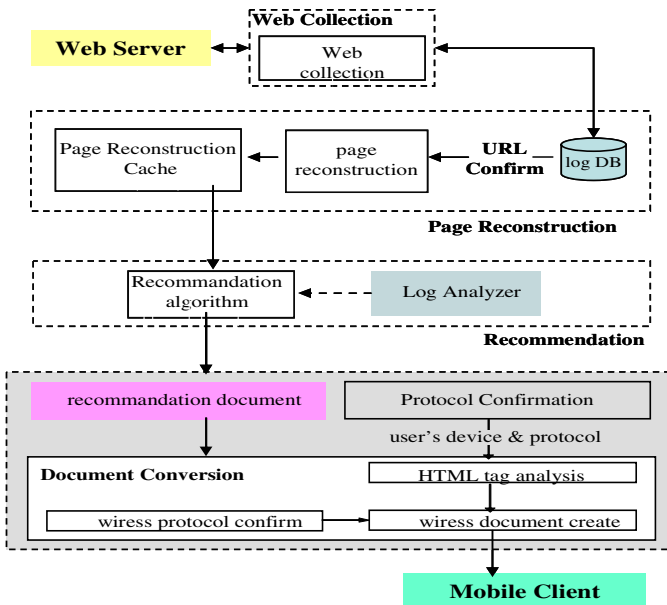 Web Collection
Web Server
Web
collection
Page Reconstruction
Cache
page
reconstruction
URL
Confirm
log DB
Page Reconstruction
Recommandation
algorithm
Log Analyzer
Recommendation
recommandation document
Protocol Confirmation
user's device & protocol
Document Conversion
HTML tag analysis
wiress protocol confirm
wiress document create
Mobile Client